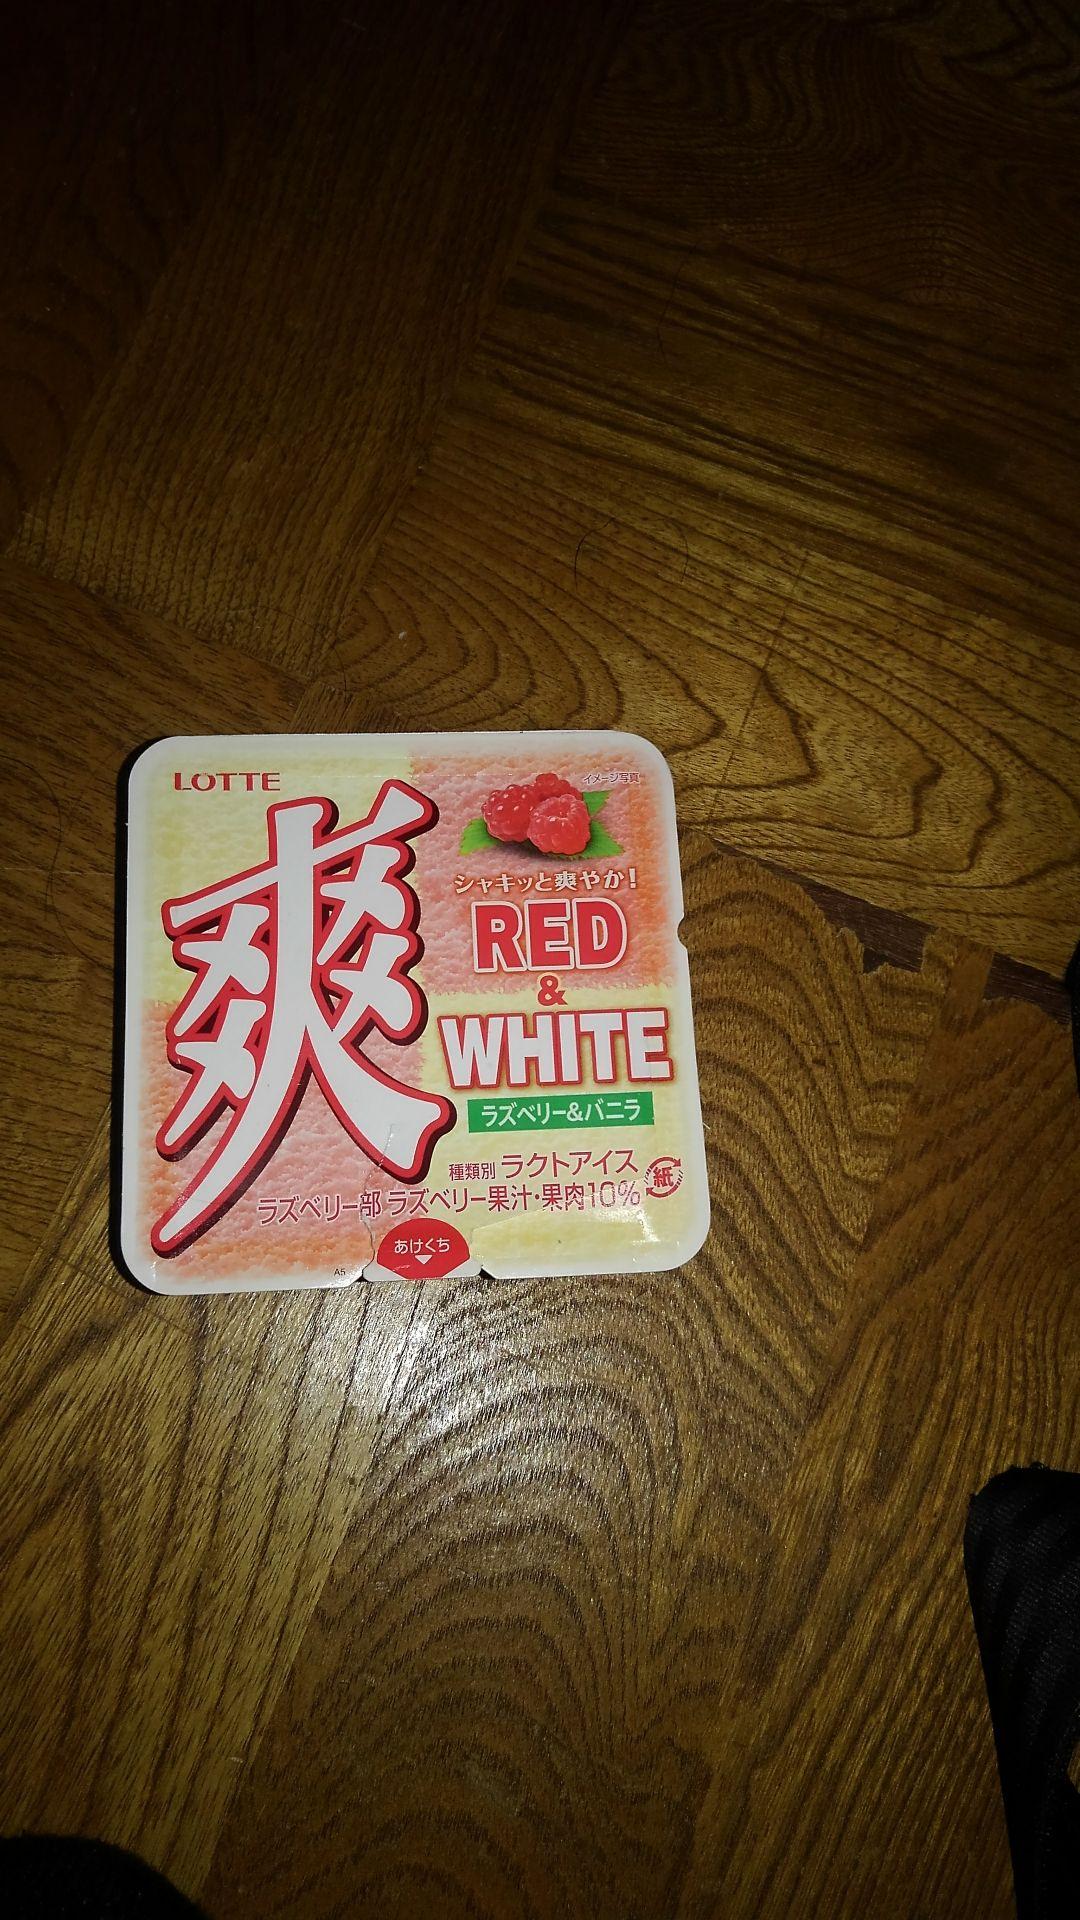 LOTTE
爽
イメージ写真
シャキッと爽やか!
RED
&
WHITE
ラズベリー&バニラ
種類別 ラクトアイス
紙
ラズベリー部 ラズベリー果汁・果肉10%
あけくち
A5